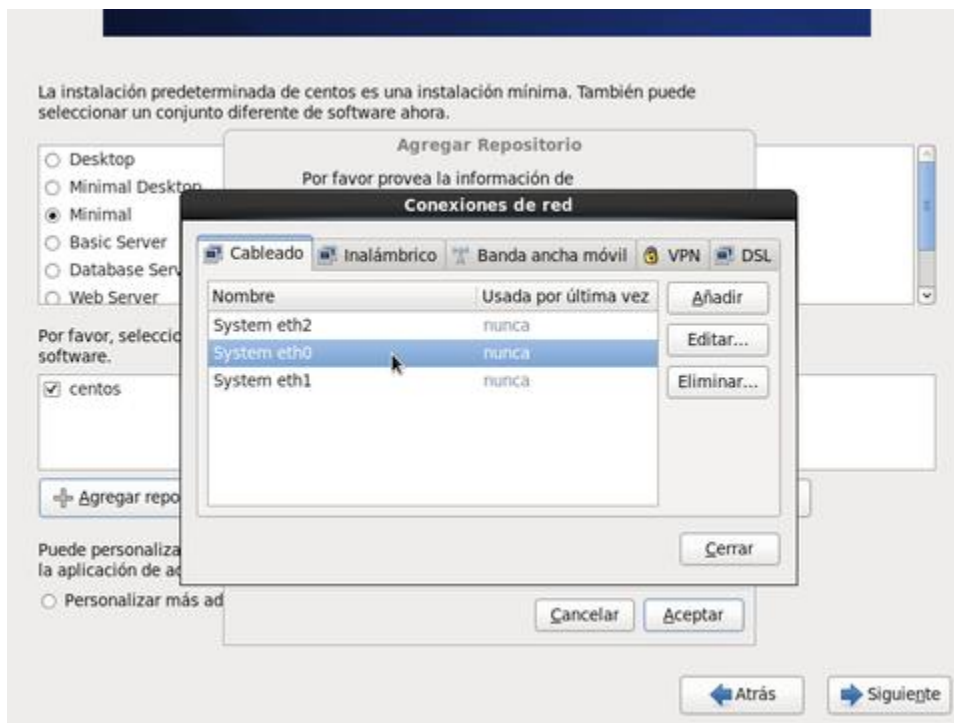 La instalación predeterminada de centos es una instalación mínima. También puede
seleccionar un conjunto diferente de software ahora.
Desktop
Minimal Desktop
Minimal
Basic Server
Database Serv
Web Server
Agregar Repositorio
Por favor provea la información de
Conexiones de red
Cableado Inalámbrico Banda ancha móvil VPN DSL
Nombre Usada por última vez
System eth2 nunca
System eth0 nunca
System eth1 nunca
Añadir
Editar...
Eliminar...
Cerrar
Por favor, seleccio
software.
centos
Agregar repo
Puede personaliza
la aplicación de ad
Personalizar más ad
Cancelar Aceptar
Atrás Siguiente